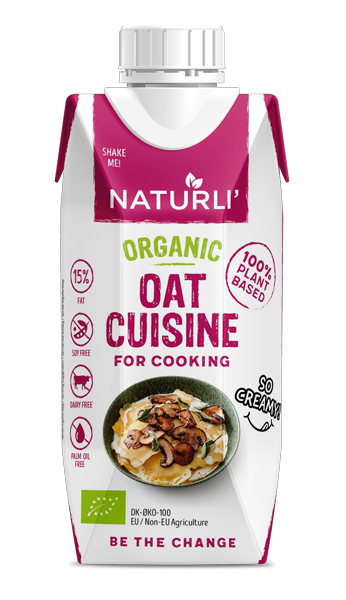 SHAKE
ME!
NATURLI'
ORGANIC
100%
PLANT
BASED
OAT
CUISINE
FOR COOKING
15%
FAT
SOY FREE
DAIRY FREE
PALM OIL
FREE
SO
CREAMY!
DK-ØKO-100
EU / Non-EU Agriculture
BE THE CHANGE